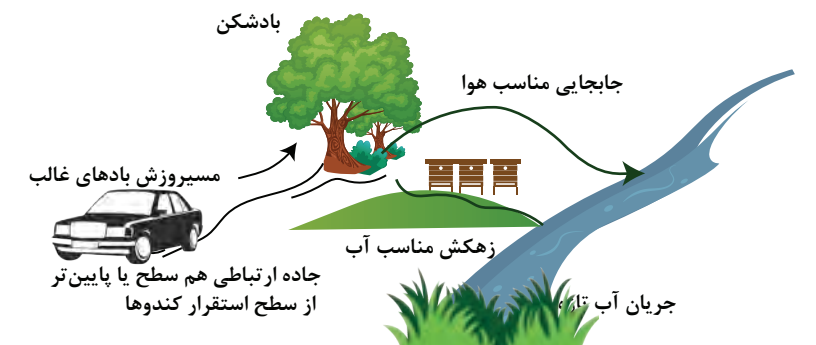 بادشکن
جابجایی مناسب هوا
مسیروزش بادهای غالب
زهکش مناسب آب
جاده ارتباطی هم سطح یا پایین‌تر
از سطح استقرار کندوها
جریان آب تازه